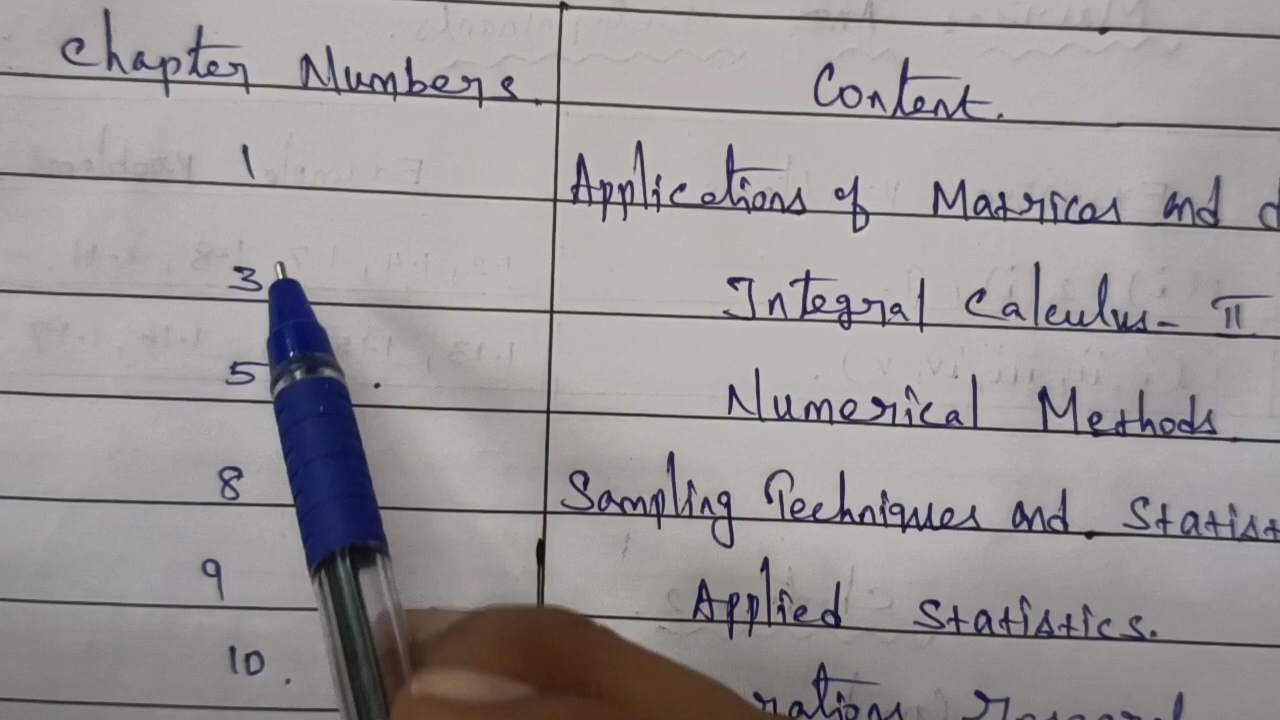 Chapter Numbers. Content.
1 Applications of Matrices and d
3 Integral Calculus - II
5 Numerical Methods
8 Sampling Techniques and Statist
9 Applied Statistics.
10.